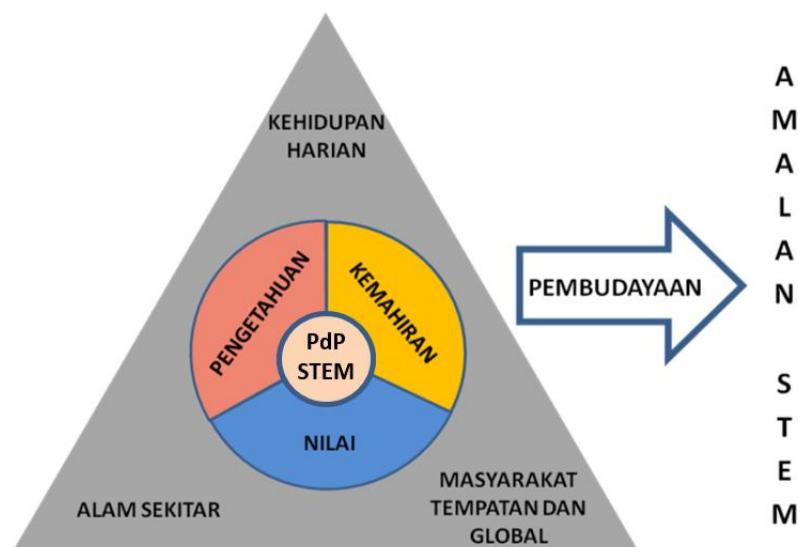 KEHIDUPAN
HARIAN
PENGETAHUAN
KEMAHIRAN
PdP
STEM
NILAI
ALAM SEKITAR
MASYARAKAT
TEMPATAN DAN
GLOBAL
PEMBUDAYAAN
A
M
A
L
A
N
S
T
E
M